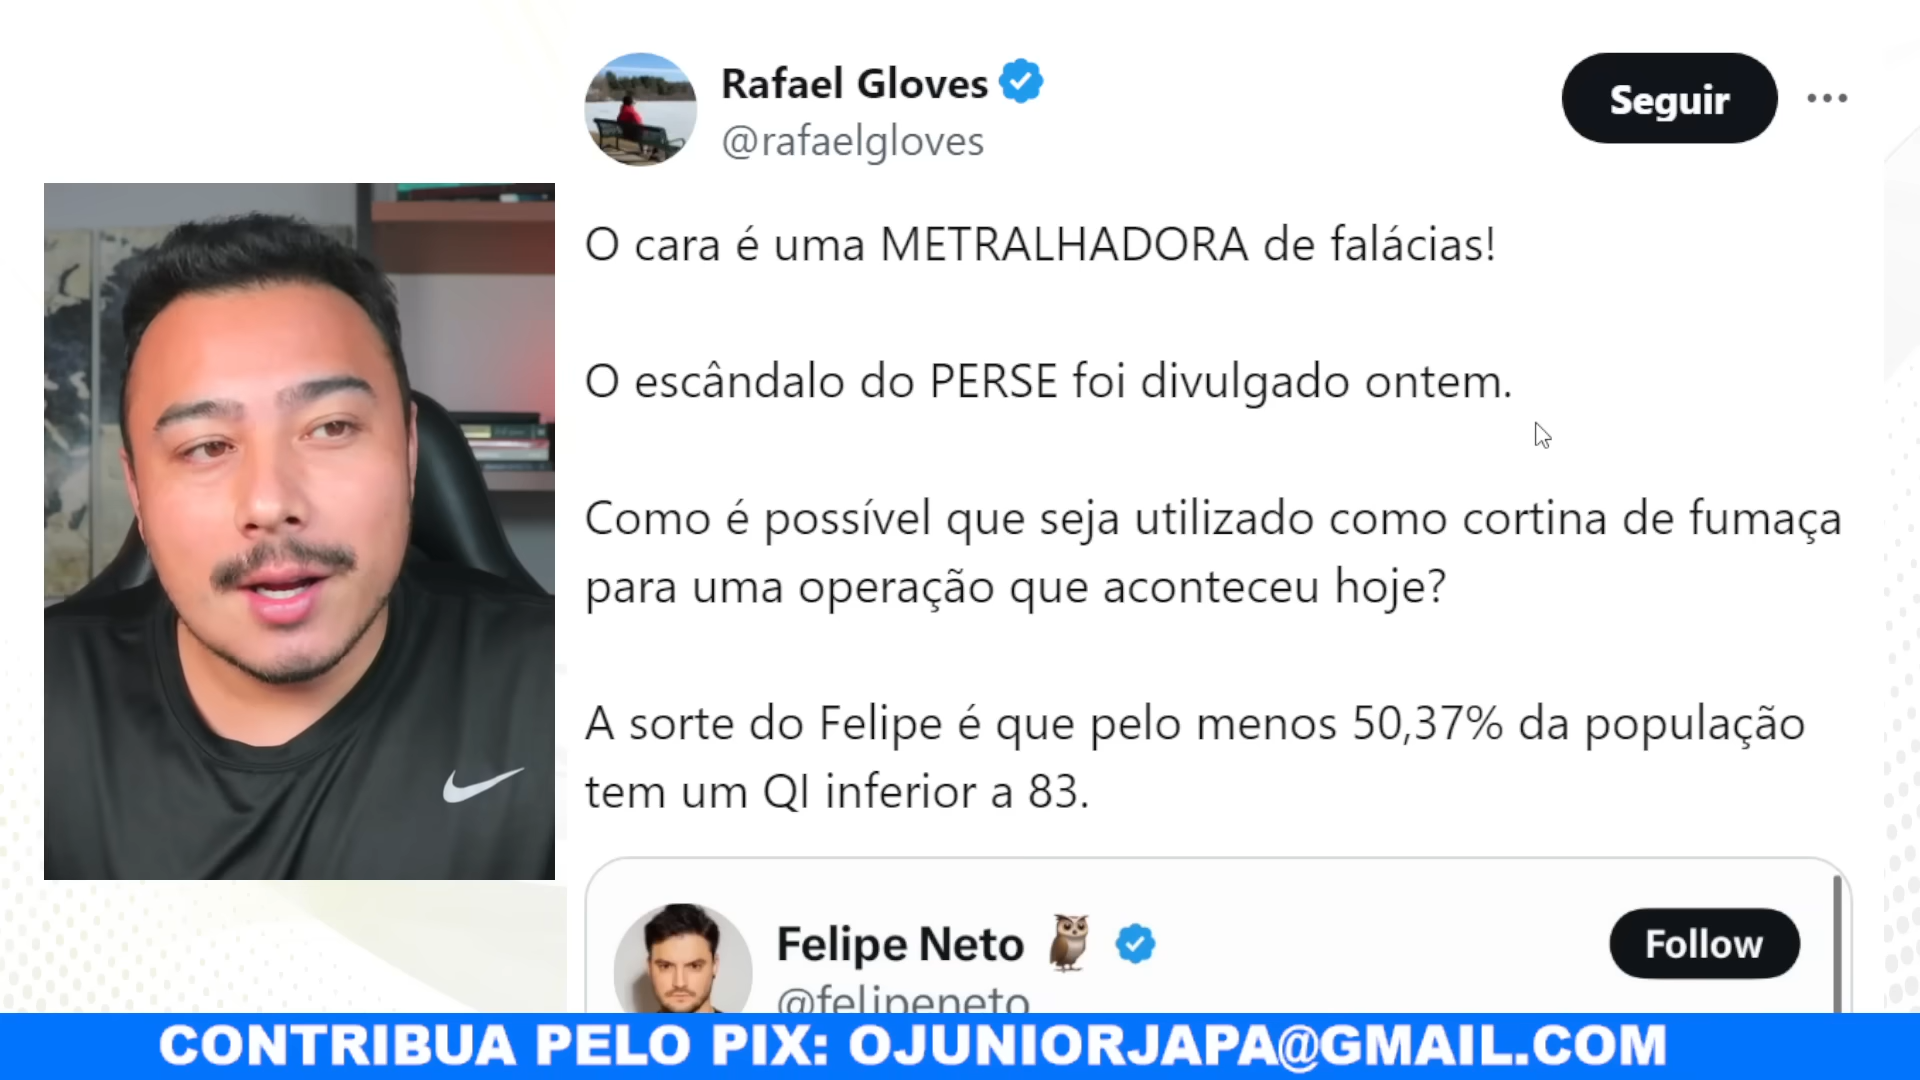 Rafael Gloves
@rafaelgloves
Seguir
O cara é uma METRALHADORA de falácias!
O escândalo do PERSE foi divulgado ontem.
Como é possível que seja utilizado como cortina de fumaça
para uma operação que aconteceu hoje?
A sorte do Felipe é que pelo menos 50,37% da população
tem um QI inferior a 83.
Felipe Neto 🦉
@felipeneto
Follow
CONTRIBUA PELO PIX: OJUNIORJAPA@GMAIL.COM